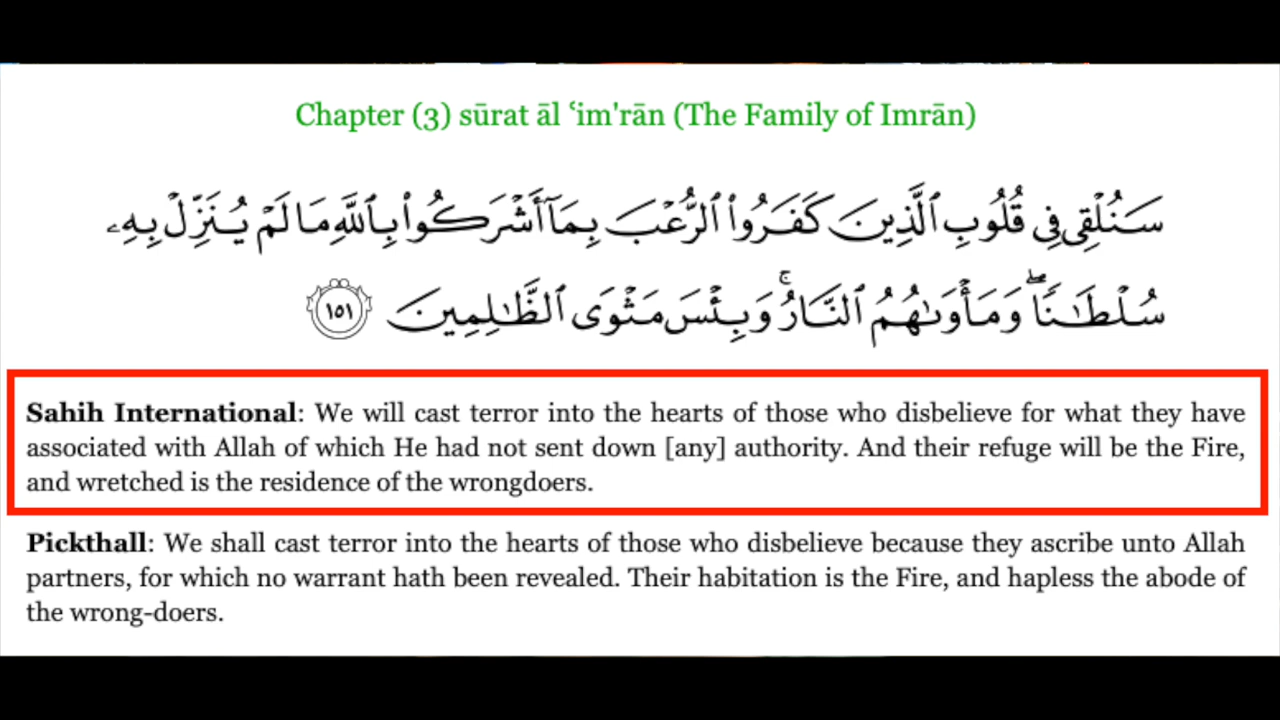 Chapter (3) sūrat āl ʿim'rān (The Family of Imrān)
سَنُلْقِى فِى قُلُوبِ ٱلَّذِينَ كَفَرُوا۟ ٱلرُّعْبَ بِمَآ أَشْرَكُوا۟ بِٱللَّهِ مَا لَمْ يُنَزِّلْ بِهِۦ
سُلْطَـٰنًا ۖ وَمَأْوَىٰهُمُ ٱلنَّارُ ۚ وَبِئْسَ مَثْوَى ٱلظَّـٰلِمِينَ ١٥١
Sahih International: We will cast terror into the hearts of those who disbelieve for what they have
associated with Allah of which He had not sent down [any] authority. And their refuge will be the Fire,
and wretched is the residence of the wrongdoers.
Pickthall: We shall cast terror into the hearts of those who disbelieve because they ascribe unto Allah
partners, for which no warrant hath been revealed. Their habitation is the Fire, and hapless the abode of
the wrong-doers.